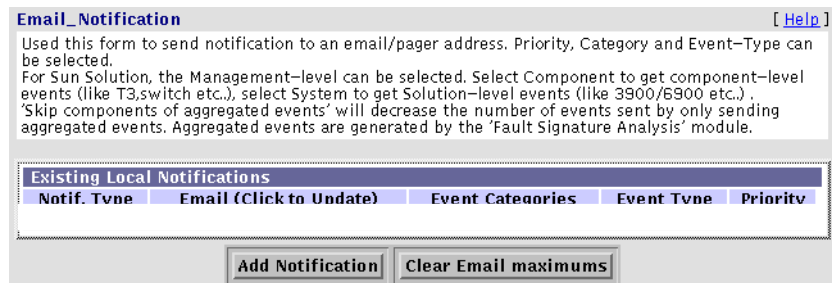 Email_Notification [ Help ]
Used this form to send notification to an email/pager address. Priority, Category and Event-Type can
be selected.
For Sun Solution, the Management-level can be selected. Select Component to get component-level
events (like T3,switch etc..), select System to get Solution-level events (like 3900/6900 etc..) .
'Skip components of aggregated events' will decrease the number of events sent by only sending
aggregated events. Aggregated events are generated by the 'Fault Signature Analysis' module.
Existing Local Notifications
Notif. Type Email (Click to Update) Event Categories Event Type Priority
Add Notification Clear Email maximums